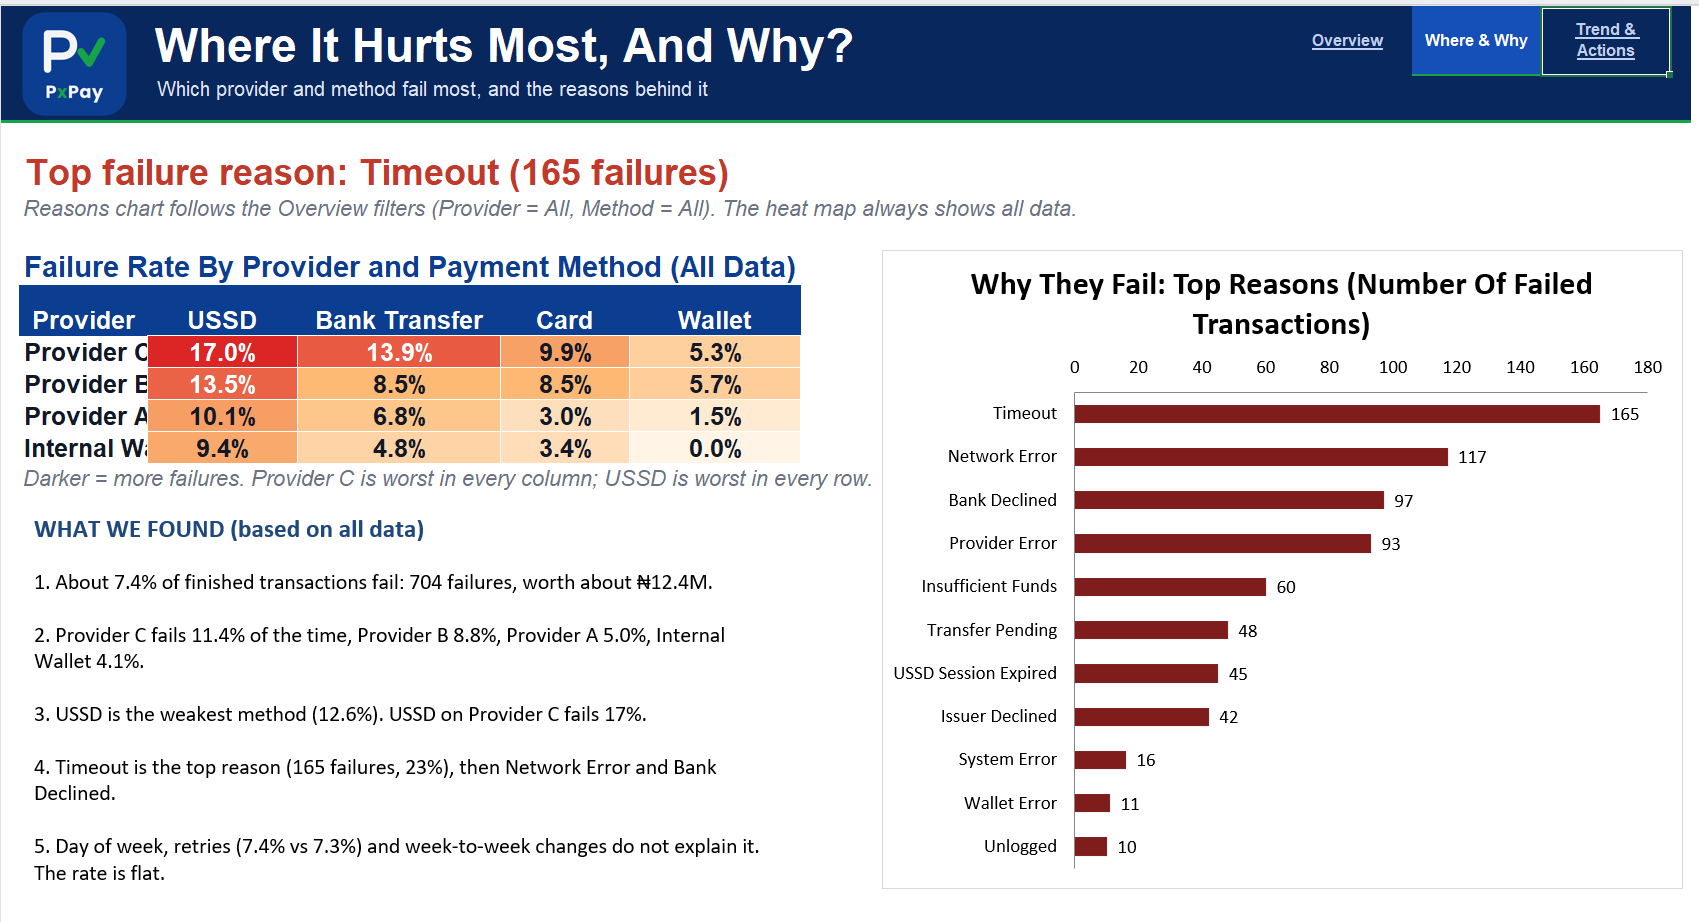 PxPay
Where It Hurts Most, And Why?
Which provider and method fail most, and the reasons behind it
Overview
Where & Why
Trend &
Actions
Top failure reason: Timeout (165 failures)
Reasons chart follows the Overview filters (Provider = All, Method = All). The heat map always shows all data.
Failure Rate By Provider and Payment Method (All Data)
Provider USSD Bank Transfer Card Wallet
Provider C 17.0% 13.9% 9.9% 5.3%
Provider B 13.5% 8.5% 8.5% 5.7%
Provider A 10.1% 6.8% 3.0% 1.5%
Internal Wa 9.4% 4.8% 3.4% 0.0%
Darker = more failures. Provider C is worst in every column; USSD is worst in every row.
WHAT WE FOUND (based on all data)
1. About 7.4% of finished transactions fail: 704 failures, worth about ₦12.4M.
2. Provider C fails 11.4% of the time, Provider B 8.8%, Provider A 5.0%, Internal
Wallet 4.1%.
3. USSD is the weakest method (12.6%). USSD on Provider C fails 17%.
4. Timeout is the top reason (165 failures, 23%), then Network Error and Bank
Declined.
5. Day of week, retries (7.4% vs 7.3%) and week-to-week changes do not explain it.
The rate is flat.
Why They Fail: Top Reasons (Number Of Failed
Transactions)
0 20 40 60 80 100 120 140 160 180
Timeout 165
Network Error 117
Bank Declined 97
Provider Error 93
Insufficient Funds 60
Transfer Pending 48
USSD Session Expired 45
Issuer Declined 42
System Error 16
Wallet Error 11
Unlogged 10